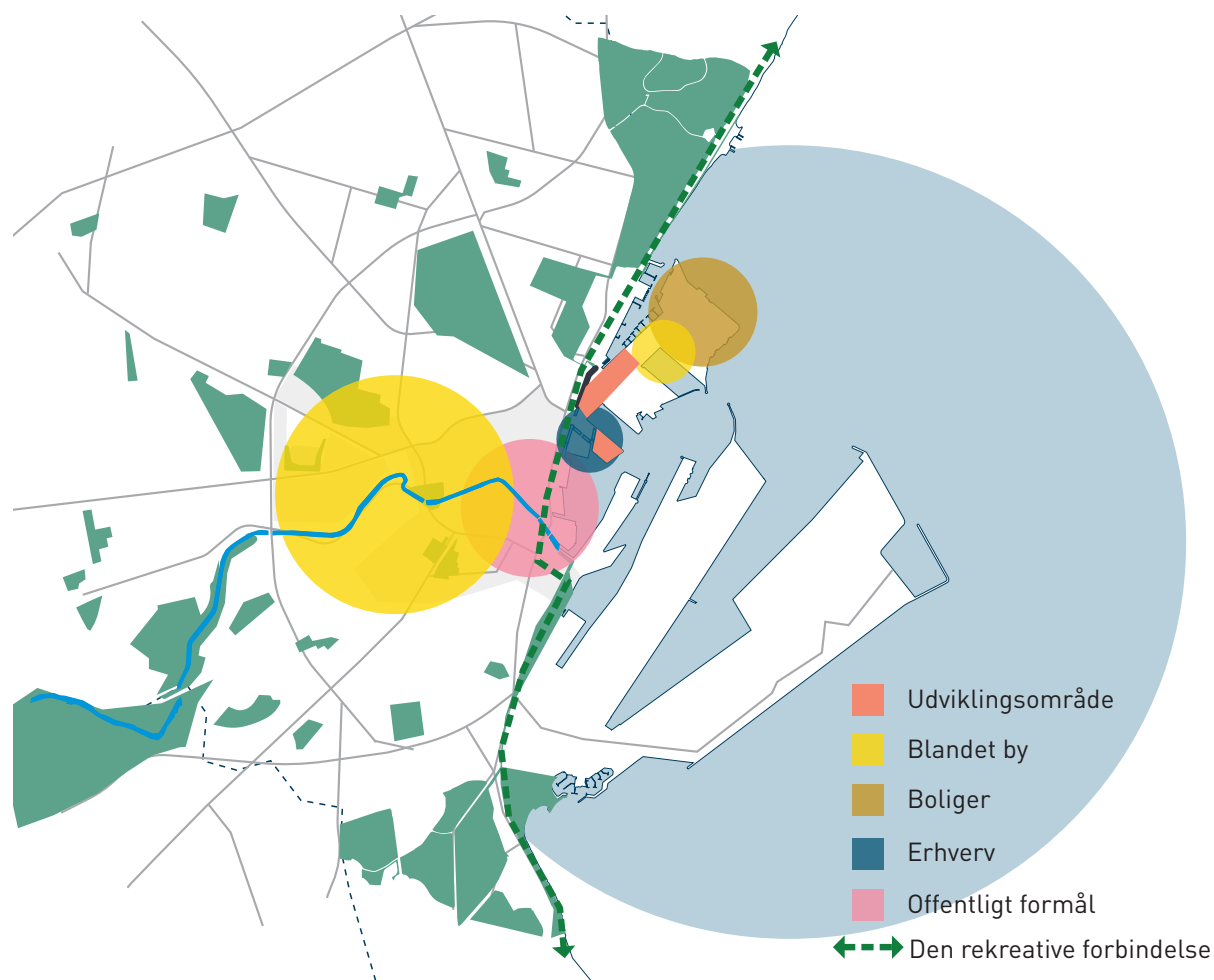 Udviklingsområde
Blandet by
Boliger
Erhverv
Offentligt formål
Den rekreative forbindelse